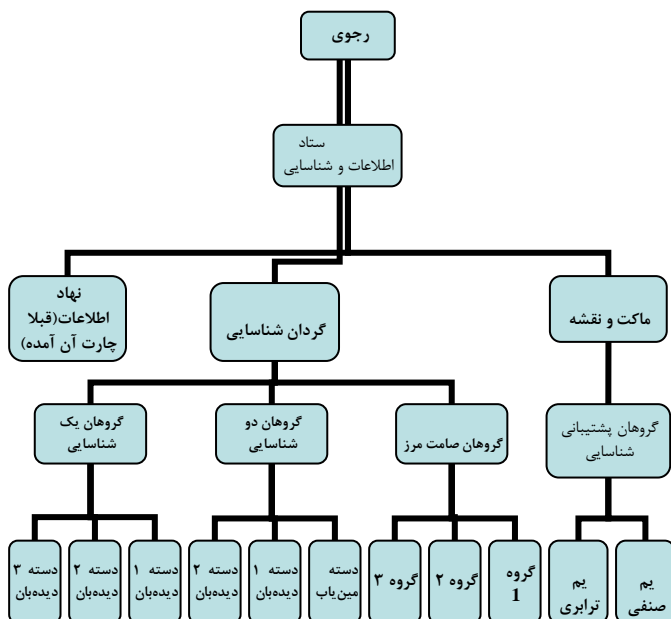 رجوی
ستاد
اطلاعات و شناسایی
ماکت و نقشه
گردان شناسایی
نهاد
اطلاعات(قبلا
چارت آن آمده)
گروهان پشتیبانی
شناسایی
گروهان صامت مرز
گروهان دو
شناسایی
گروهان یک
شناسایی
یم
صنفی
یم
ترابری
گروه
1
گروه ۲
گروه ۳
دسته
مین‌یاب
دسته ۱
دیده‌بان
دسته ۲
دیده‌بان
دسته ۱
دیده‌بان
دسته ۲
دیده‌بان
دسته ۳
دیده‌بان